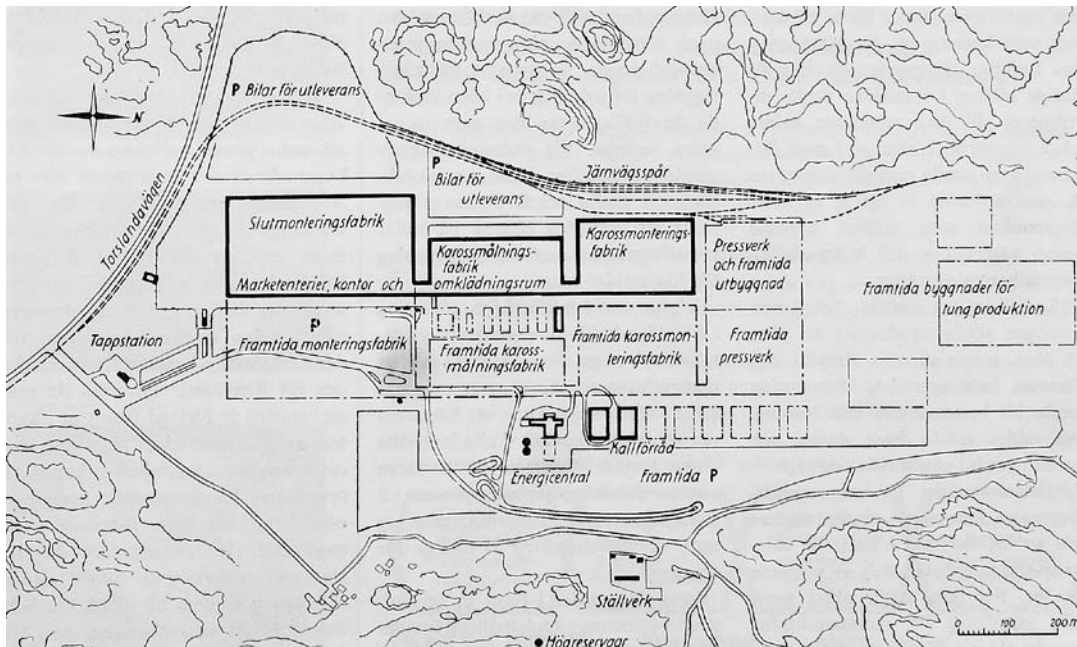 P Bilar för utleverans
N
Torslandavägen
P
Bilar för
utleverans
Järnvägsspår
Slutmonteringsfabrik
Karossmålnings-
fabrik
omklädningsrum
Karossmonterings-
fabrik
Pressverk
och framtida
utbyggnad
Marketenterier, kontor och
Framtida byggnader för
tung produktion
Tappstation
P
Framtida monteringsfabrik
Framtida kaross-
målningsfabrik
Framtida karossmon-
teringsfabrik
Framtida
pressverk
Kallförråd
Energicentral
Framtida P
Ställverk
Högreservoar
0 100 200 m